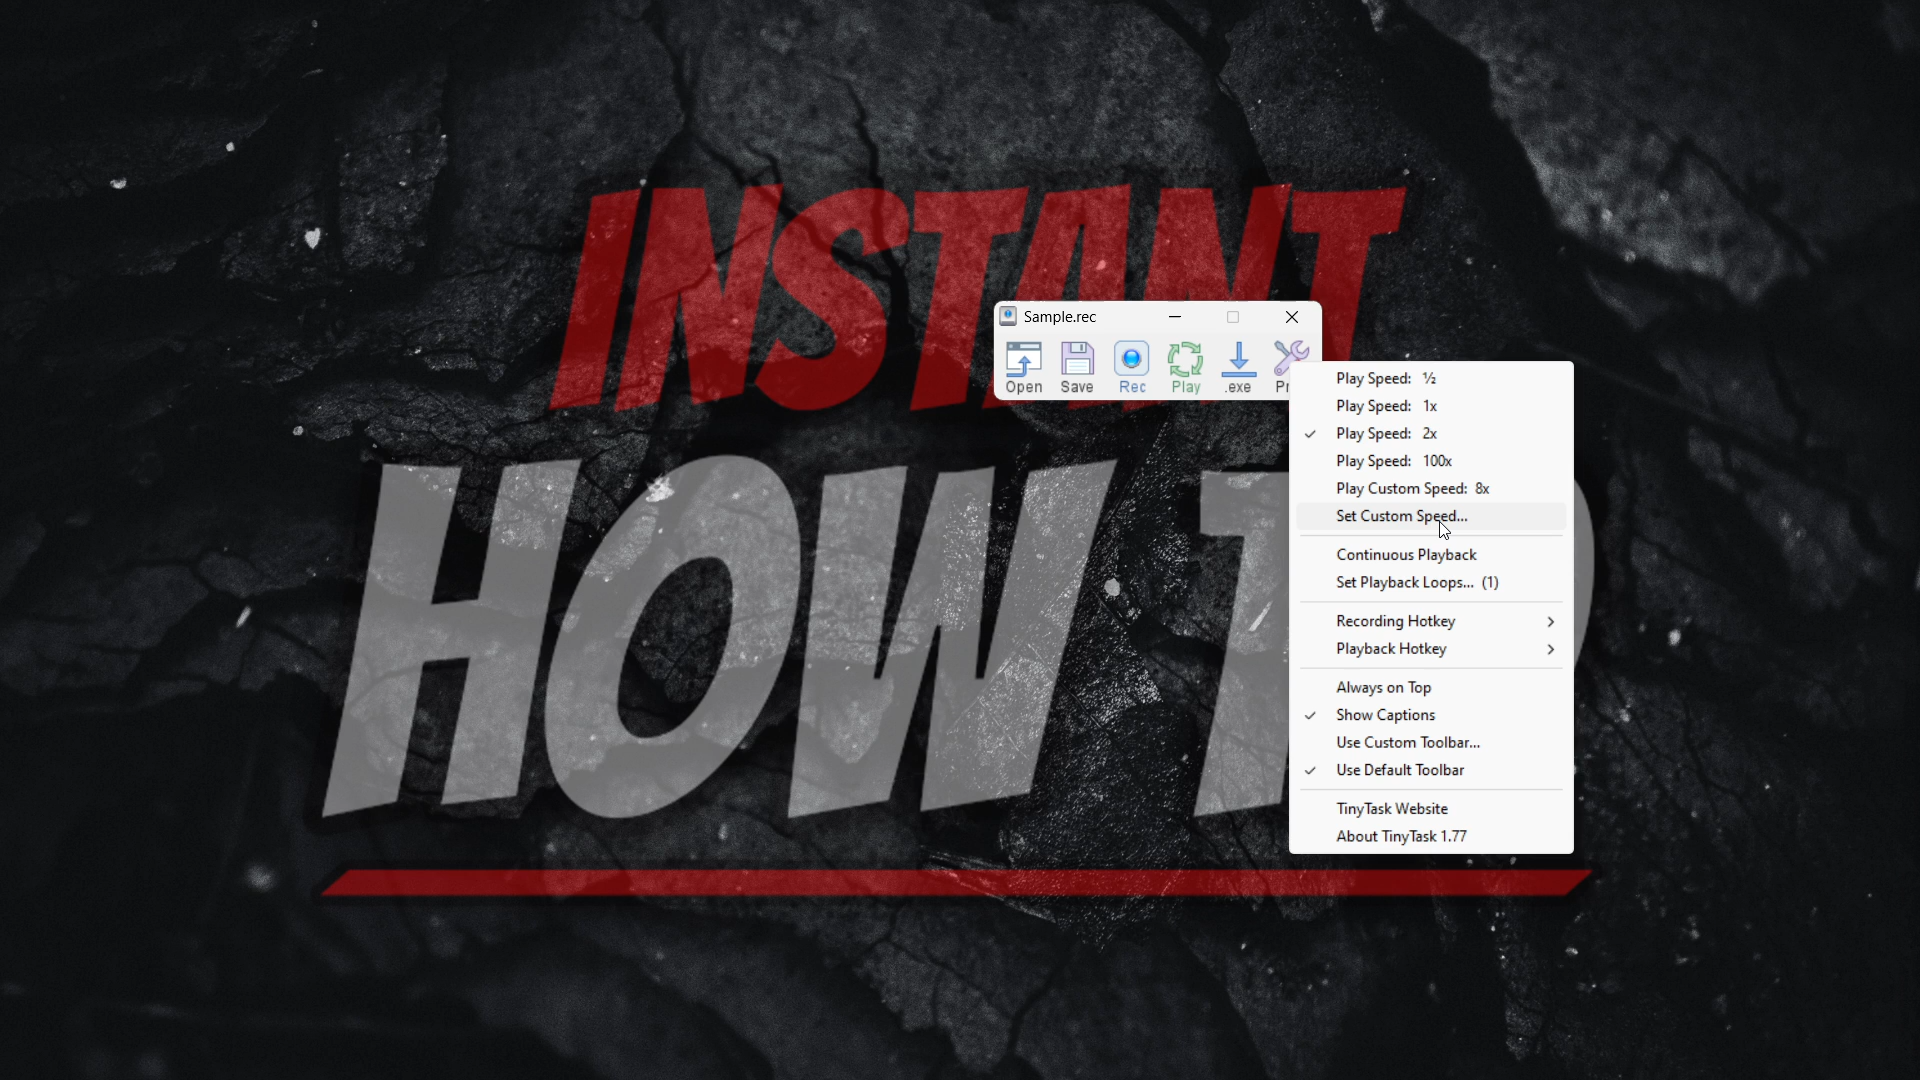 INSTANT
HOW T
Sample.rec
Open Save Rec Play .exe Pr
Play Speed: ½
Play Speed: 1x
Play Speed: 2x
Play Speed: 100x
Play Custom Speed: 8x
Set Custom Speed...
Continuous Playback
Set Playback Loops... (1)
Recording Hotkey
Playback Hotkey
Always on Top
Show Captions
Use Custom Toolbar...
Use Default Toolbar
TinyTask Website
About TinyTask 1.77